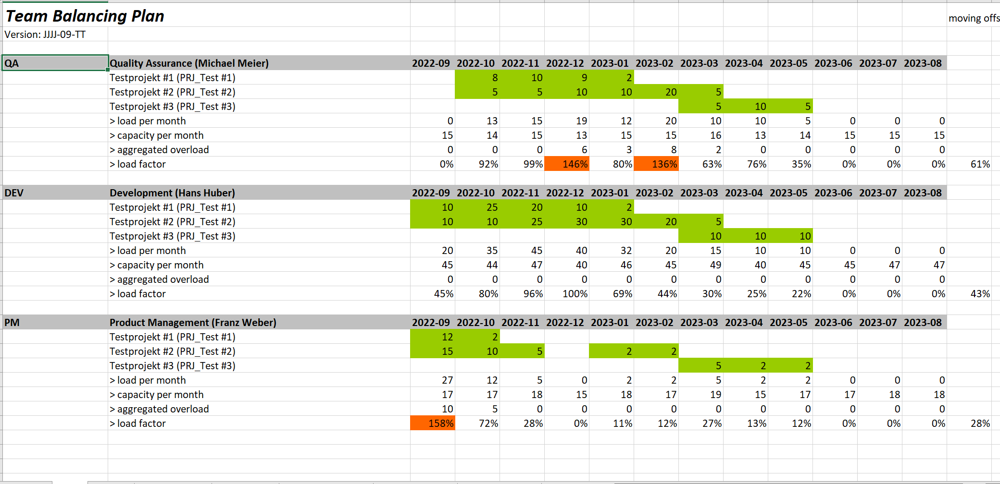 Team Balancing Plan
moving offs
Version: JJJJ-09-TT
QA Quality Assurance (Michael Meier) 2022-09 2022-10 2022-11 2022-12 2023-01 2023-02 2023-03 2023-04 2023-05 2023-06 2023-07 2023-08
Testprojekt #1 (PRJ_Test #1) 8 10 9 2
Testprojekt #2 (PRJ_Test #2) 5 5 10 10 20 5
Testprojekt #3 (PRJ_Test #3) 5 10 5
> load per month 0 13 15 19 12 20 10 10 5 0 0 0
> capacity per month 15 14 15 13 15 15 16 13 14 15 15 15
> aggregated overload 0 0 0 6 3 8 2 0 0 0 0 0
> load factor 0% 92% 99% 146% 80% 136% 63% 76% 35% 0% 0% 0% 61%
DEV Development (Hans Huber) 2022-09 2022-10 2022-11 2022-12 2023-01 2023-02 2023-03 2023-04 2023-05 2023-06 2023-07 2023-08
Testprojekt #1 (PRJ_Test #1) 10 25 20 10 2
Testprojekt #2 (PRJ_Test #2) 10 10 25 30 30 20 5
Testprojekt #3 (PRJ_Test #3) 10 10 10
> load per month 20 35 45 40 32 20 15 10 10 0 0 0
> capacity per month 45 44 47 40 46 45 49 40 45 45 47 47
> aggregated overload 0 0 0 0 0 0 0 0 0 0 0 0
> load factor 45% 80% 96% 100% 69% 44% 30% 25% 22% 0% 0% 0% 43%
PM Product Management (Franz Weber) 2022-09 2022-10 2022-11 2022-12 2023-01 2023-02 2023-03 2023-04 2023-05 2023-06 2023-07 2023-08
Testprojekt #1 (PRJ_Test #1) 12 2
Testprojekt #2 (PRJ_Test #2) 15 10 5 2 2
Testprojekt #3 (PRJ_Test #3) 5 2 2
> load per month 27 12 5 0 2 2 5 2 2 0 0 0
> capacity per month 17 17 18 15 18 17 19 15 17 17 18 18
> aggregated overload 10 5 0 0 0 0 0 0 0 0 0 0
> load factor 158% 72% 28% 0% 11% 12% 27% 13% 12% 0% 0% 0% 28%